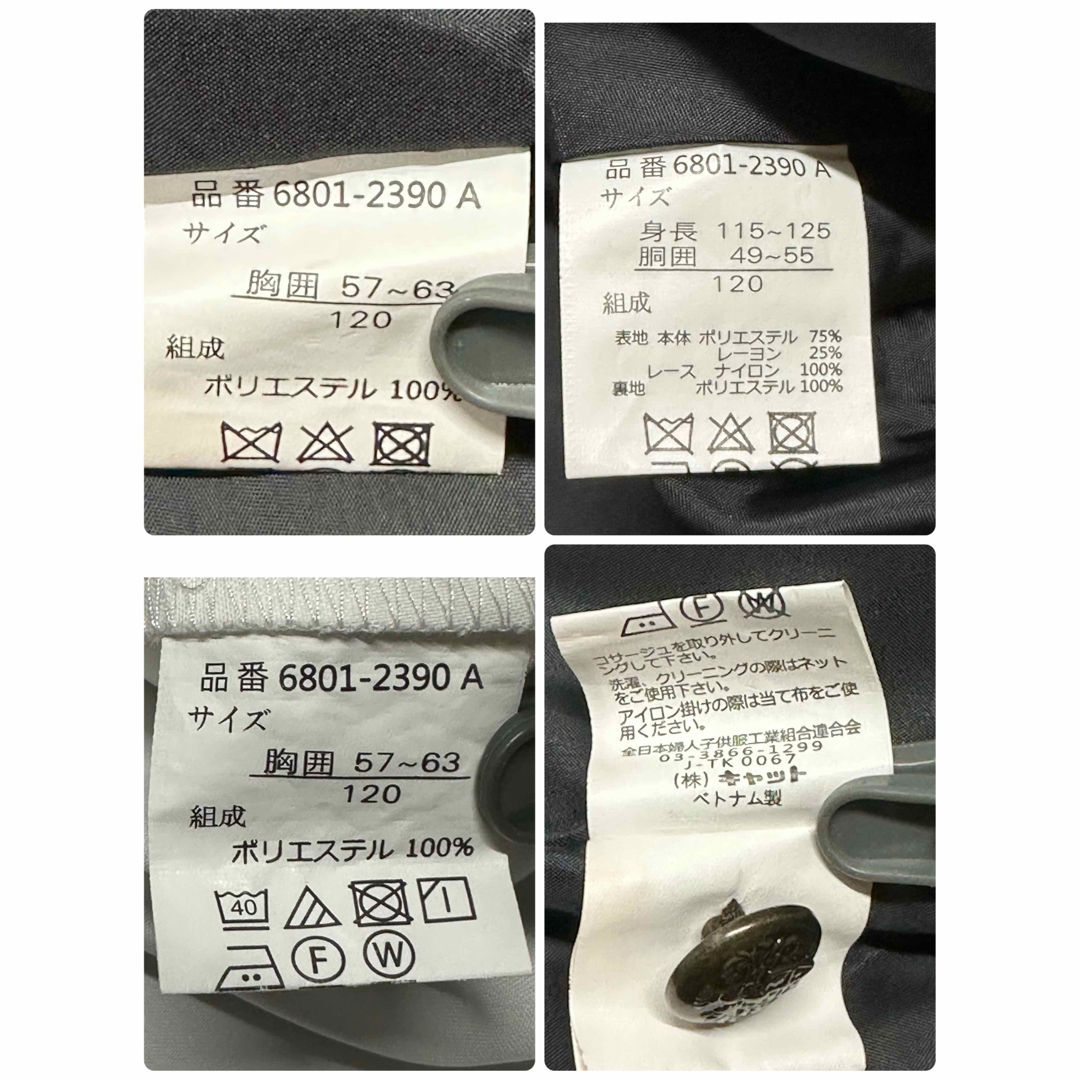 品番 6801-2390 A
サイズ
胸囲 57~63
120
組成
ポリエステル 100%
品番 6801-2390 A
サイズ
身長 115~125
胴囲 49~55
120
組成
表地 本体 ポリエステル 75%
レーヨン 25%
レース ナイロン 100%
裏地 ポリエステル 100%
品番 6801-2390 A
サイズ
胸囲 57~63
120
組成
ポリエステル 100%
40
F W
F W
コサージュを取り外してクリーニ
ングして下さい。
洗濯、クリーニングの際はネット
をご使用下さい。
アイロン掛けの際は当て布をご使
用ください。
全日本婦人子供服工業組合連合会
03-3866-1299
J-TK0067
(株) キャット
ベトナム製